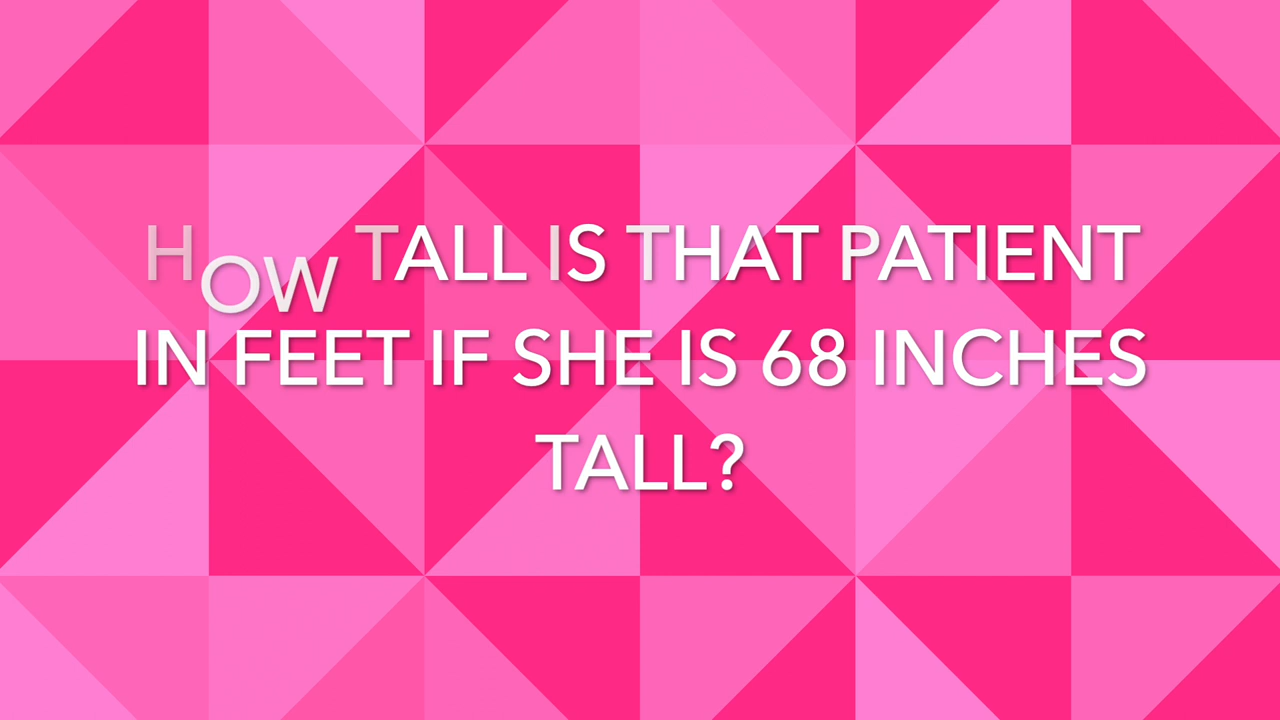 HOW TALL IS THAT PATIENT
IN FEET IF SHE IS 68 INCHES
TALL?